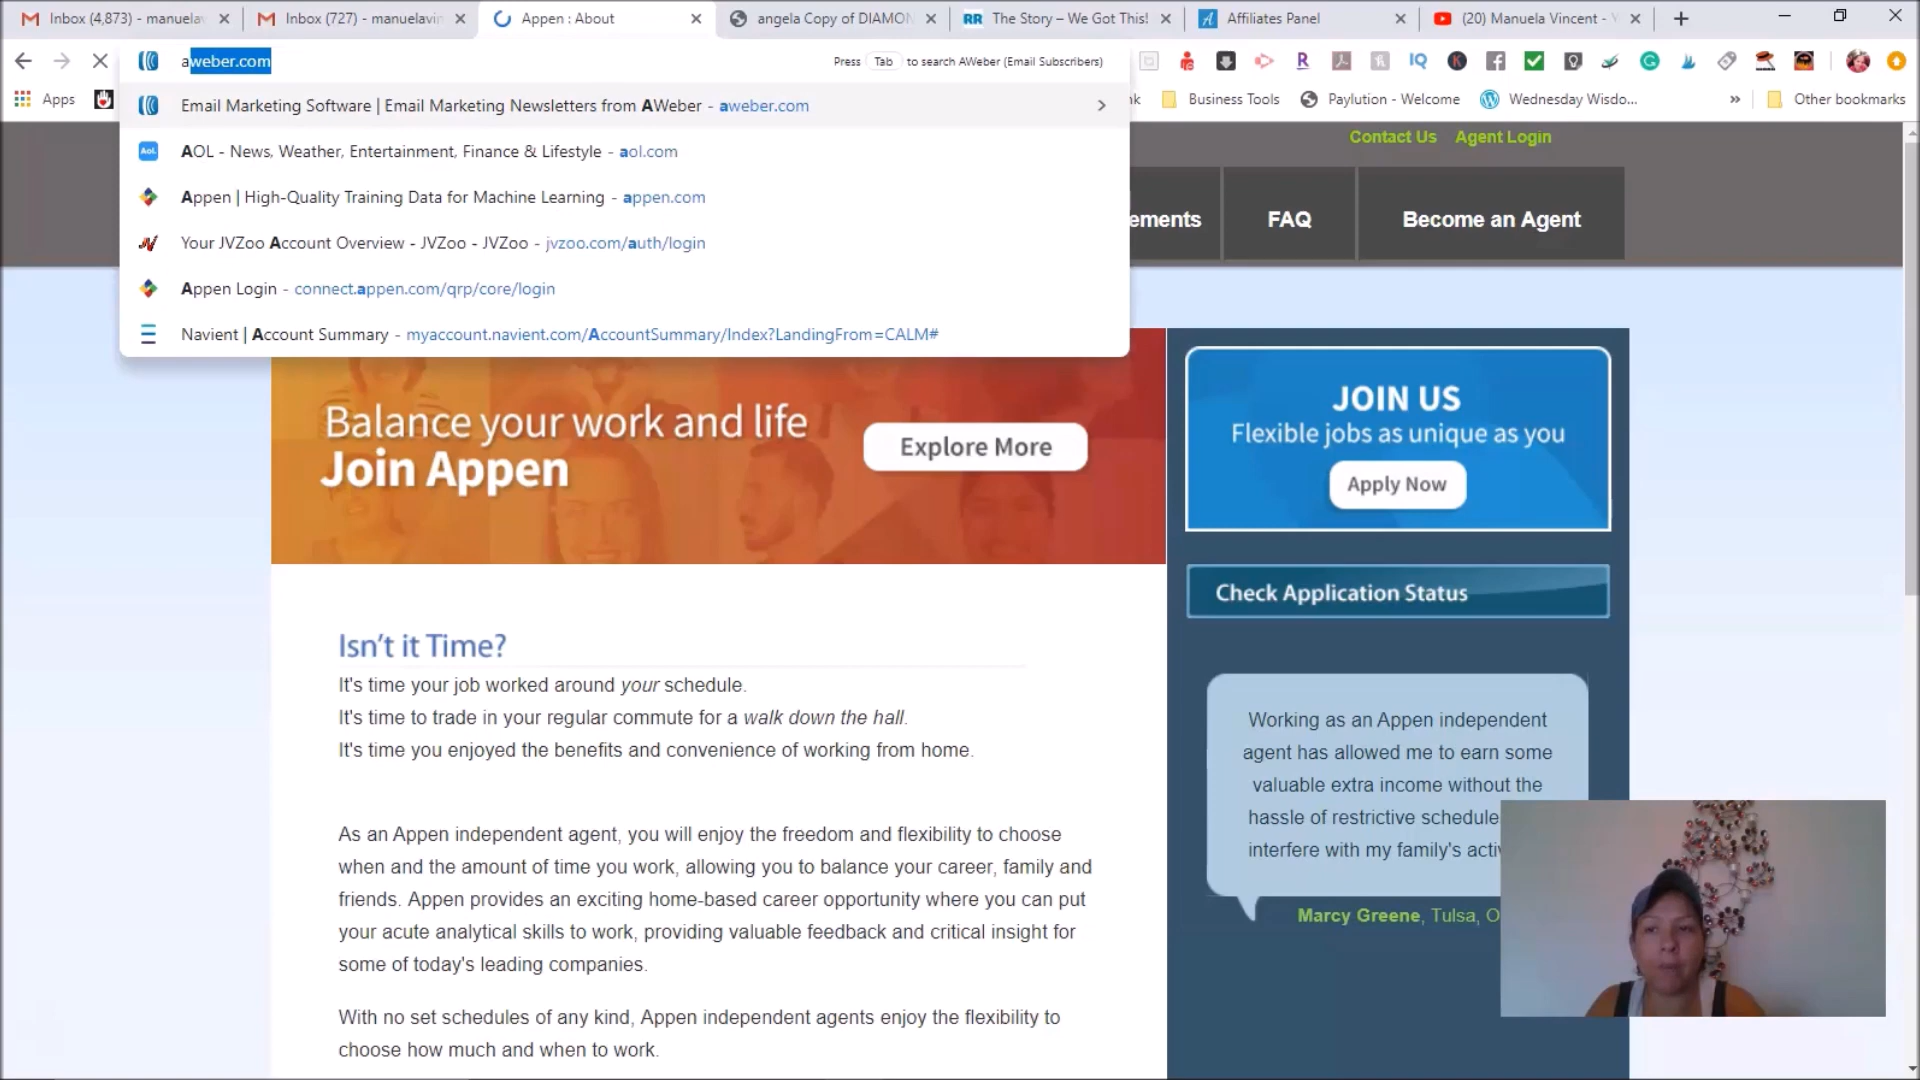 Inbox (4,873) - manuelav
Inbox (727) - manuelavin
Appen : About
angela Copy of DIAMON
RR The Story – We Got This!
Affiliates Panel
(20) Manuela Vincent - Y
aweber.com
Press Tab to search AWeber (Email Subscribers)
Apps
nk
Business Tools
Paylution - Welcome
Wednesday Wisdo...
»
Other bookmarks
Email Marketing Software | Email Marketing Newsletters from AWeber - aweber.com
Aol. AOL - News, Weather, Entertainment, Finance & Lifestyle - aol.com
Appen | High-Quality Training Data for Machine Learning - appen.com
Your JVZoo Account Overview - JVZoo - JVZoo - jvzoo.com/auth/login
Appen Login - connect.appen.com/qrp/core/login
Navient | Account Summary - myaccount.navient.com/AccountSummary/Index?LandingFrom=CALM#
Contact Us Agent Login
ements
FAQ
Become an Agent
Balance your work and life
Join Appen
Explore More
JOIN US
Flexible jobs as unique as you
Apply Now
Check Application Status
Isn't it Time?
It's time your job worked around your schedule.
It's time to trade in your regular commute for a walk down the hall.
It's time you enjoyed the benefits and convenience of working from home.
As an Appen independent agent, you will enjoy the freedom and flexibility to choose
when and the amount of time you work, allowing you to balance your career, family and
friends. Appen provides an exciting home-based career opportunity where you can put
your acute analytical skills to work, providing valuable feedback and critical insight for
some of today's leading companies.
With no set schedules of any kind, Appen independent agents enjoy the flexibility to
choose how much and when to work.
Working as an Appen independent
agent has allowed me to earn some
valuable extra income without the
hassle of restrictive schedule
interfere with my family's activ
Marcy Greene, Tulsa, O